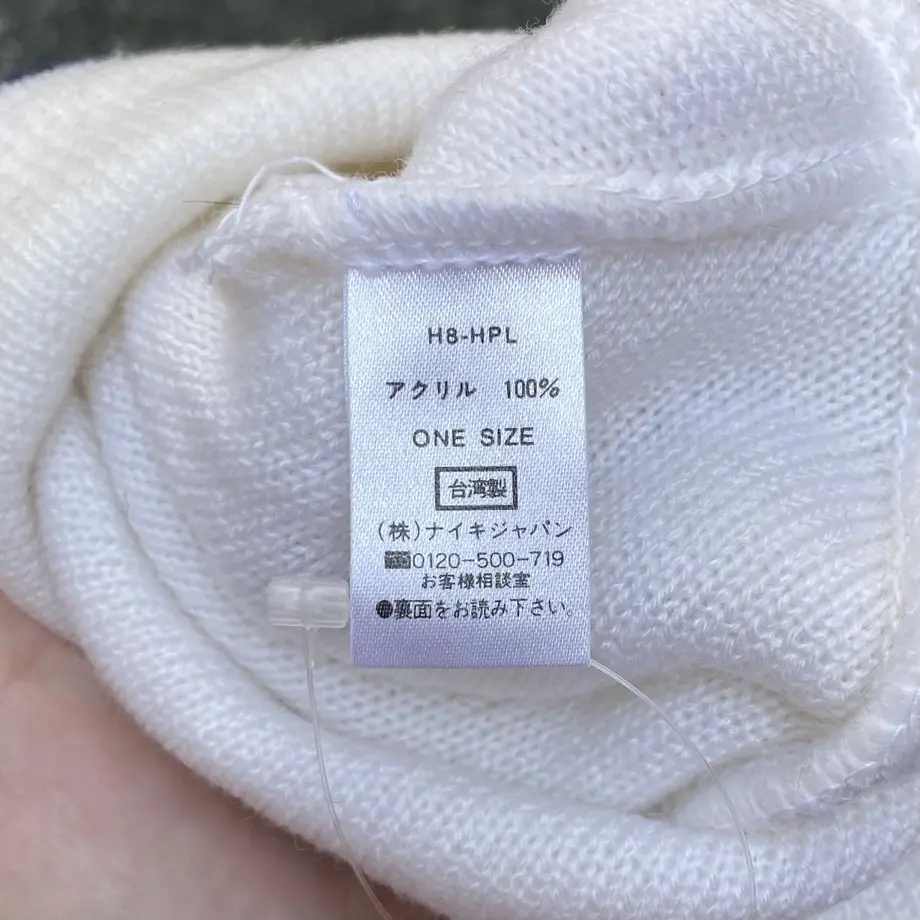 H8-HPL
アクリル 100%
ONE SIZE
台湾製
(株)ナイキジャパン
0120-500-719
お客様相談室
●裏面をお読み下さい。